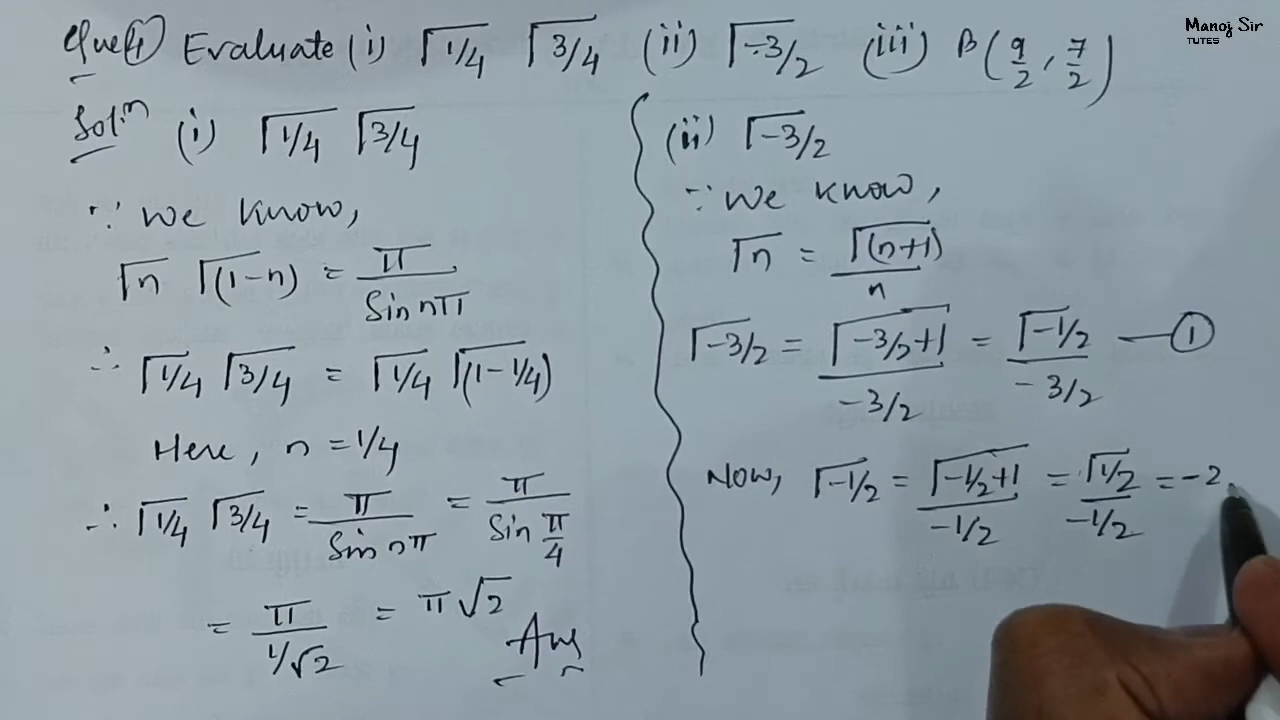 Que ① Evaluate (i) Γ1/4 Γ3/4 (ii) Γ-3/2 (iii) β(9/2, 7/2)
Manoj Sir
TUTES
Solⁿ (i) Γ1/4 Γ3/4
∵ we know,
Γn Γ(1-n) = π / Sin nπ
∴ Γ1/4 Γ3/4 = Γ1/4 Γ(1-1/4)
Here, n = 1/4
∴ Γ1/4 Γ3/4 = π / Sin nπ = π / Sin π/4
= π / 1/√2 = π√2
Ans
(ii) Γ-3/2
∵ we know,
Γn = Γ(n+1) / n
Γ-3/2 = Γ-3/2+1 / -3/2 = Γ-1/2 / -3/2 — ①
Now, Γ-1/2 = Γ-1/2+1 / -1/2 = Γ1/2 / -1/2 = -2